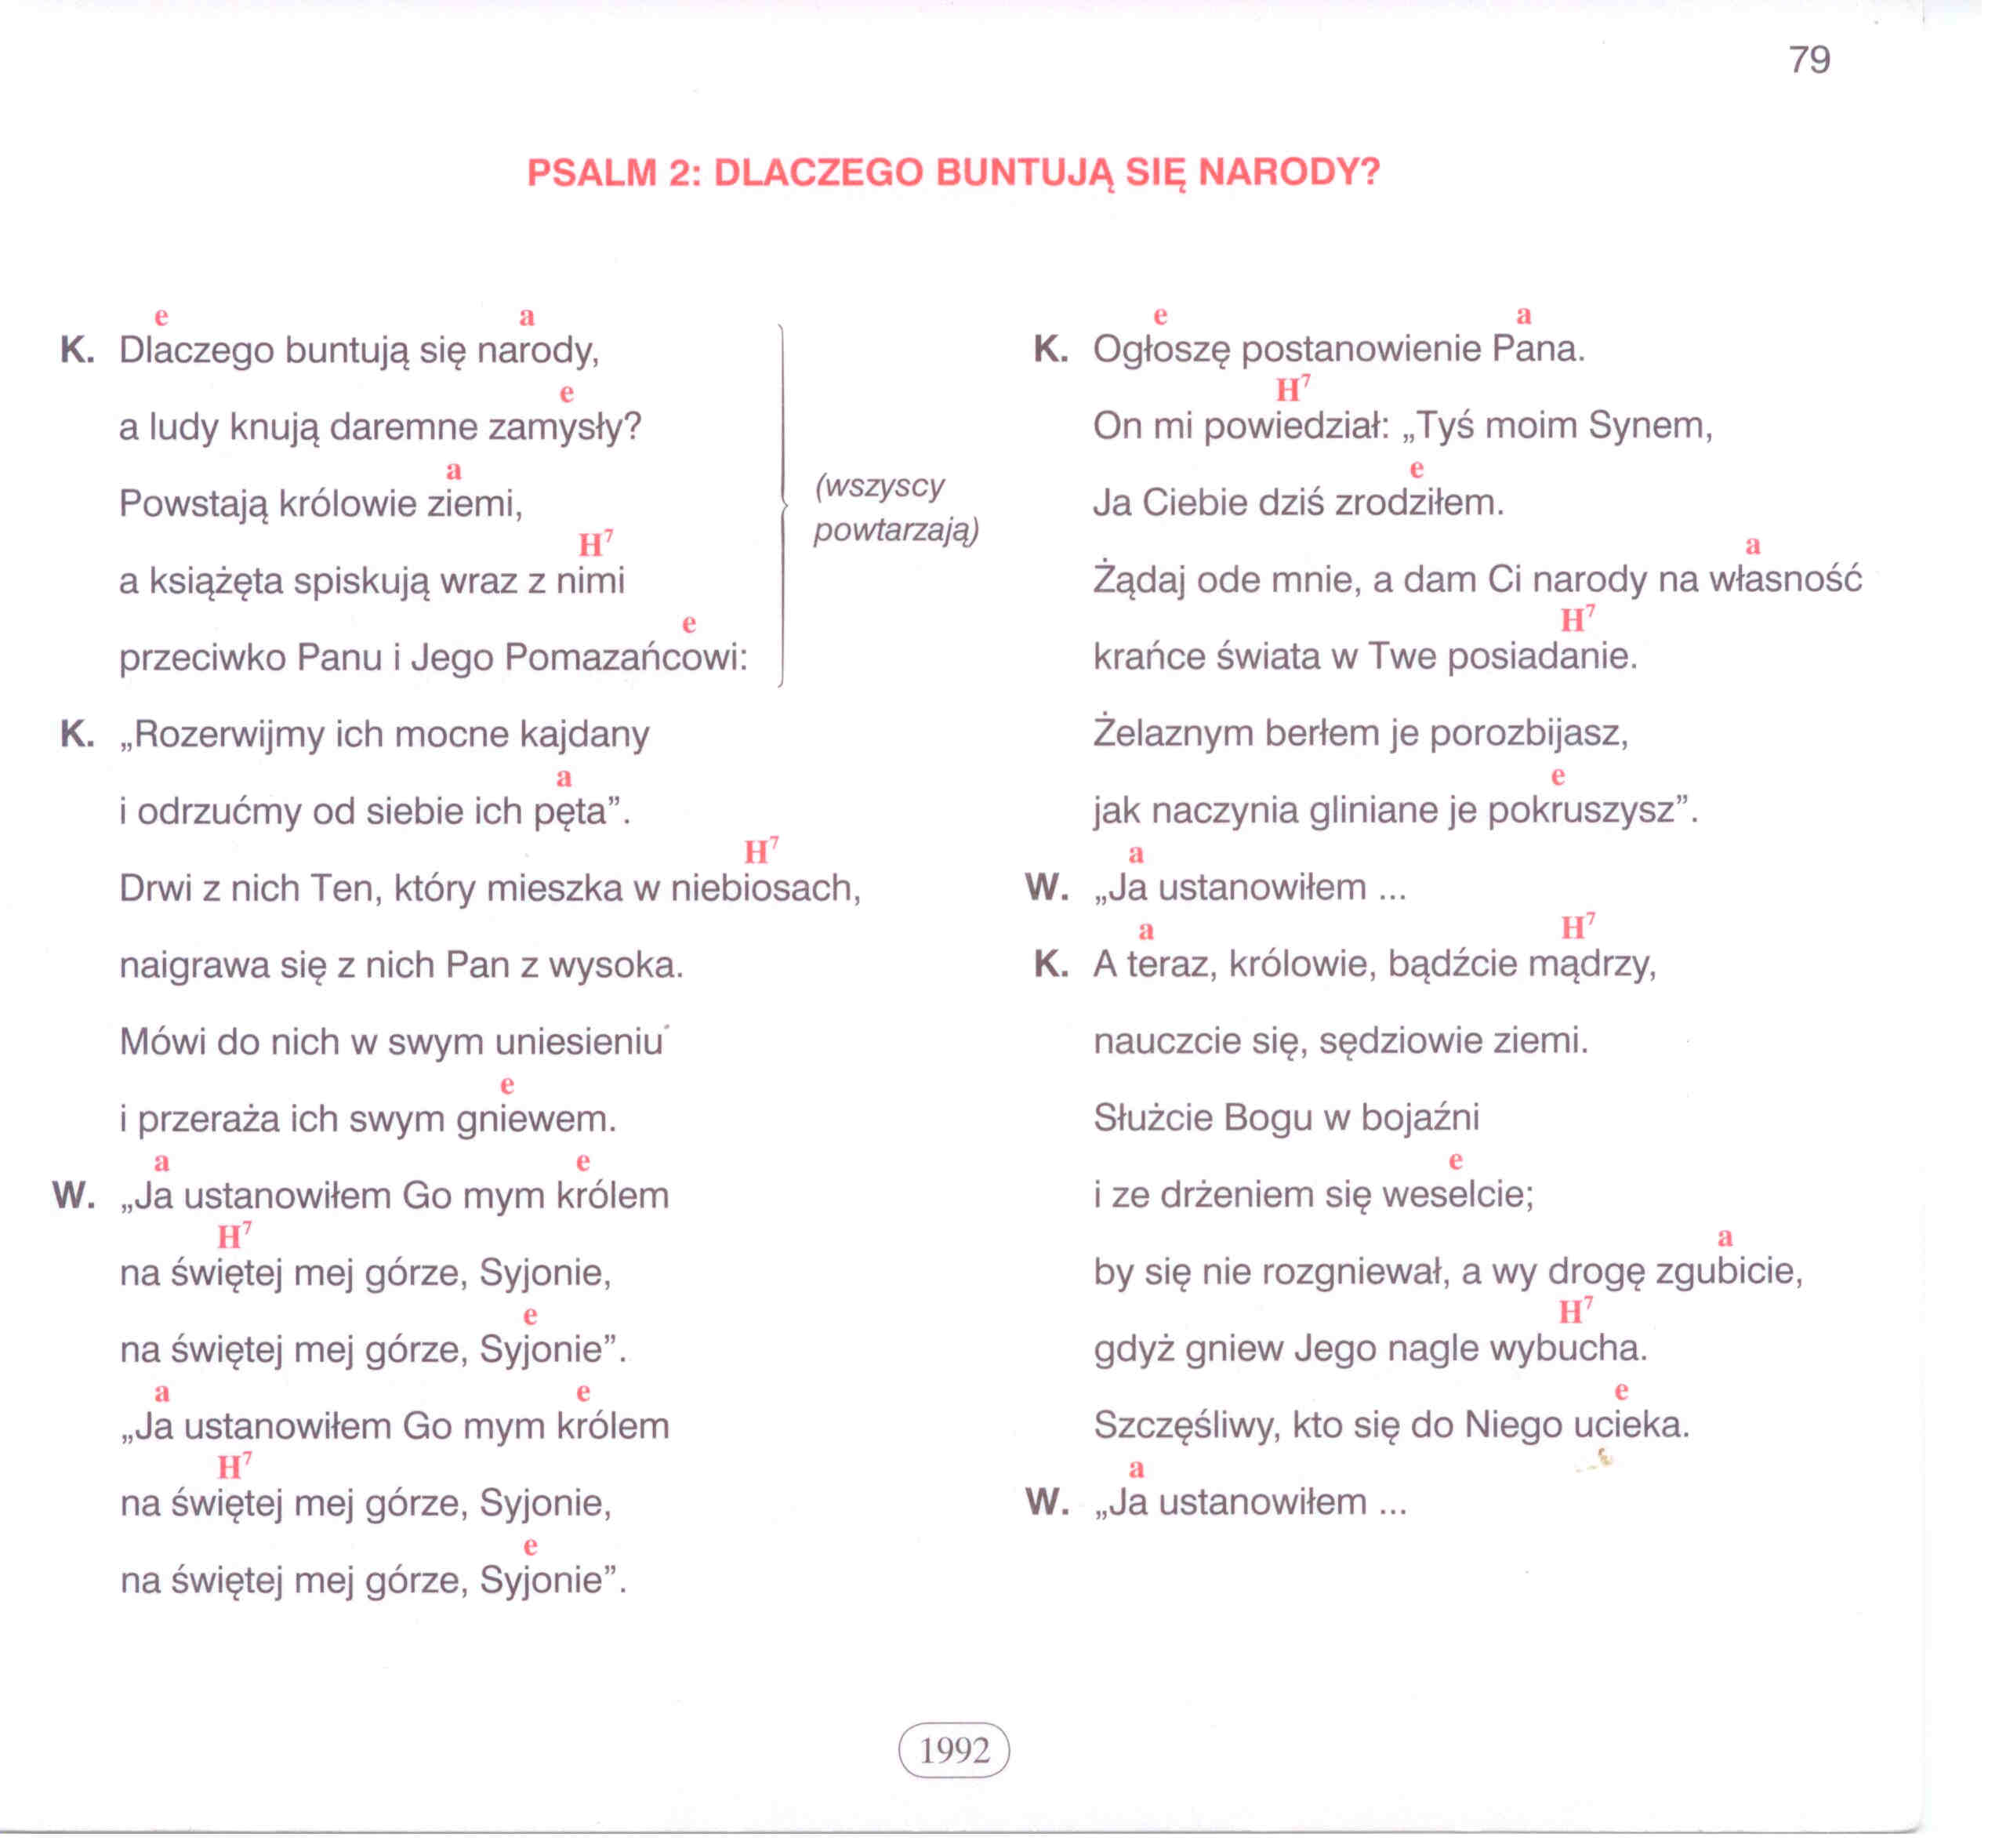 79
PSALM 2: DLACZEGO BUNTUJĄ SIĘ NARODY?
e a
K. Dlaczego buntują się narody,
e
a ludy knują daremne zamysły?
a
Powstają królowie ziemi,
H7
a książęta spiskują wraz z nimi
e
przeciwko Panu i Jego Pomazańcowi:
(wszyscy
powtarzają)
K. „Rozerwijmy ich mocne kajdany
a
i odrzućmy od siebie ich pęta”.
H7
Drwi z nich Ten, który mieszka w niebiosach,
naigrawa się z nich Pan z wysoka.
Mówi do nich w swym uniesieniu
e
i przeraża ich swym gniewem.
a e
W. „Ja ustanowiłem Go mym królem
H7
na świętej mej górze, Syjonie,
e
na świętej mej górze, Syjonie”.
a e
„Ja ustanowiłem Go mym królem
H7
na świętej mej górze, Syjonie,
e
na świętej mej górze, Syjonie”.
e a
K. Ogłoszę postanowienie Pana.
H7
On mi powiedział: „Tyś moim Synem,
e
Ja Ciebie dziś zrodziłem.
a
Żądaj ode mnie, a dam Ci narody na własność
H7
krańce świata w Twe posiadanie.
Żelaznym berłem je porozbijasz,
e
jak naczynia gliniane je pokruszysz”.
a
W. „Ja ustanowiłem ...
a H7
K. A teraz, królowie, bądźcie mądrzy,
nauczcie się, sędziowie ziemi.
Służcie Bogu w bojaźni
e
i ze drżeniem się weselcie;
a
by się nie rozgniewał, a wy drogę zgubicie,
H7
gdyż gniew Jego nagle wybucha.
e
Szczęśliwy, kto się do Niego ucieka.
a
W. „Ja ustanowiłem ...
1992